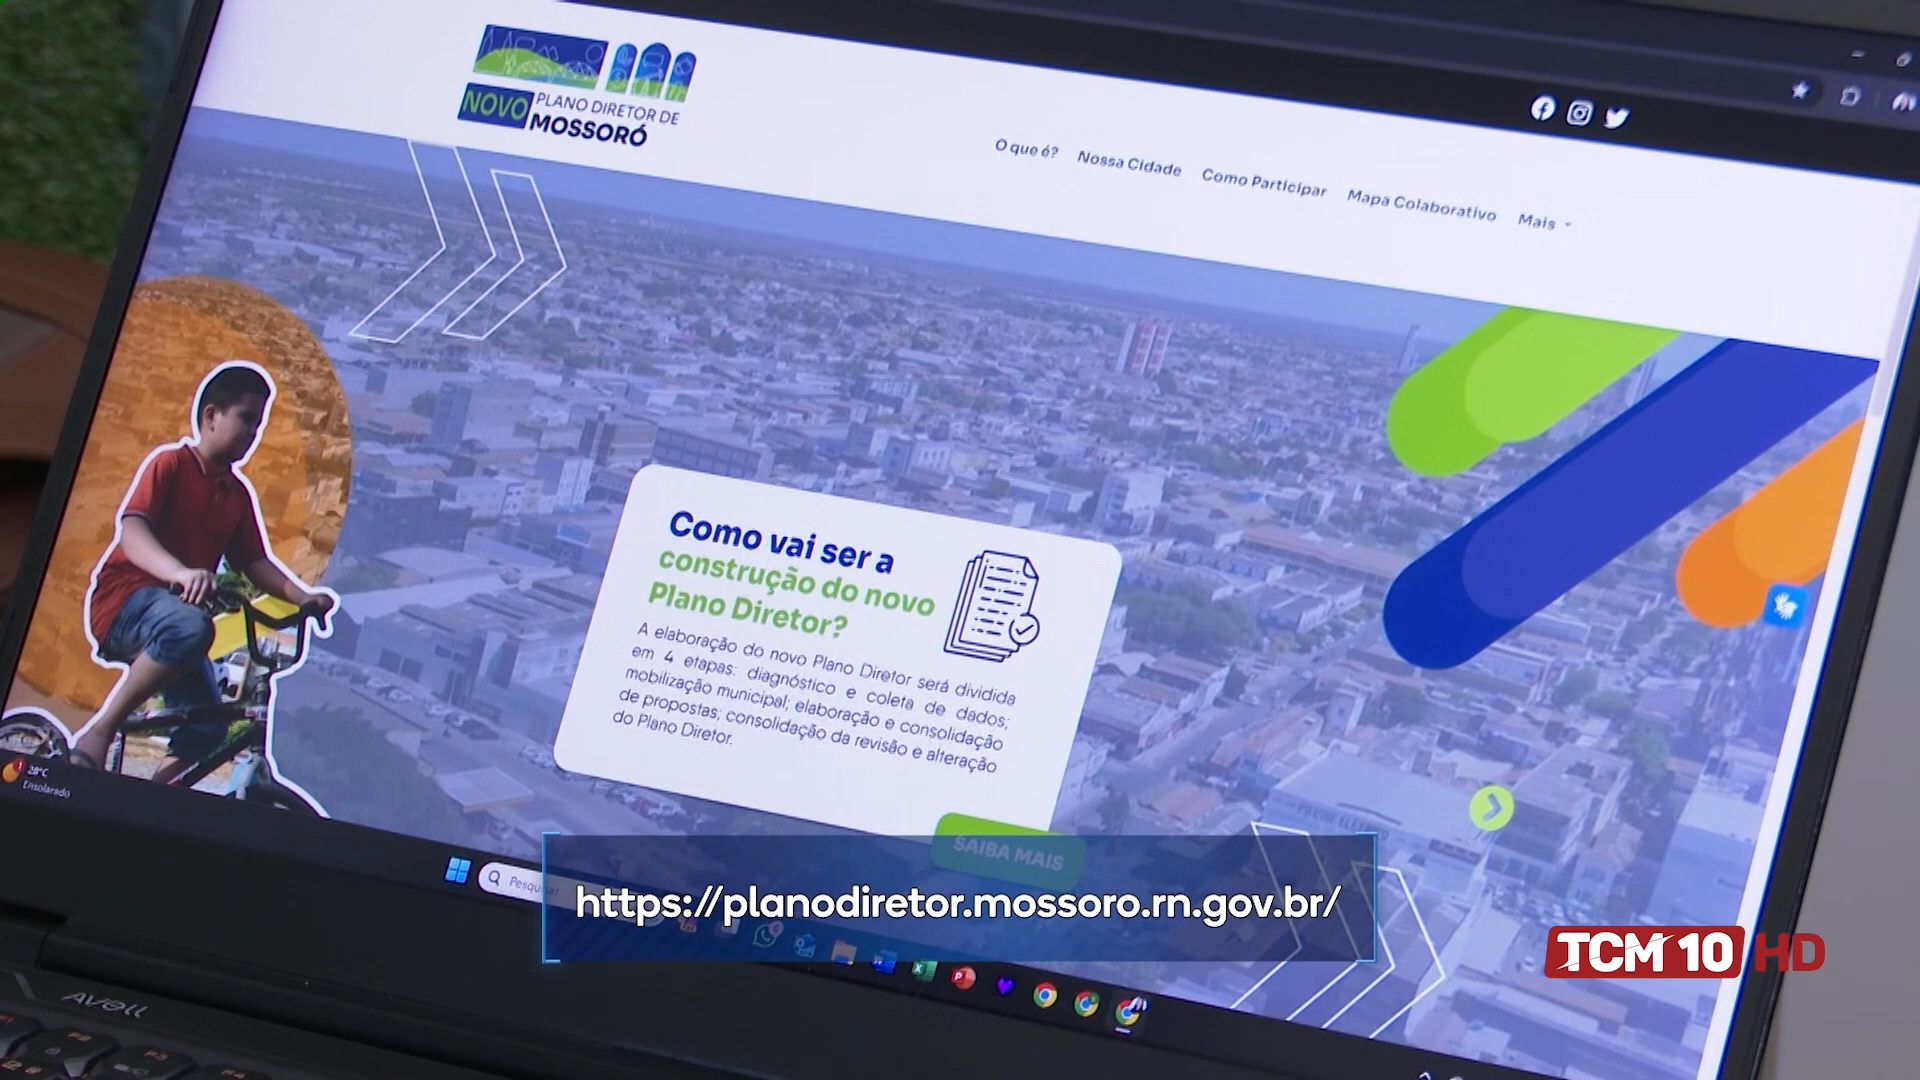 NOVO PLANO DIRETOR DE
MOSSORÓ
O que é? Nossa Cidade Como Participar Mapa Colaborativo Mais
Como vai ser a
construção do novo
Plano Diretor?
A elaboração do novo Plano Diretor será dividida
em 4 etapas: diagnóstico e coleta de dados;
mobilização municipal; elaboração e consolidação
de propostas; consolidação da revisão e alteração
do Plano Diretor.
SAIBA MAIS
1
28°C
Ensolarado
https://planodiretor.mossoro.rn.gov.br/
TCM 10 HD
AVELL